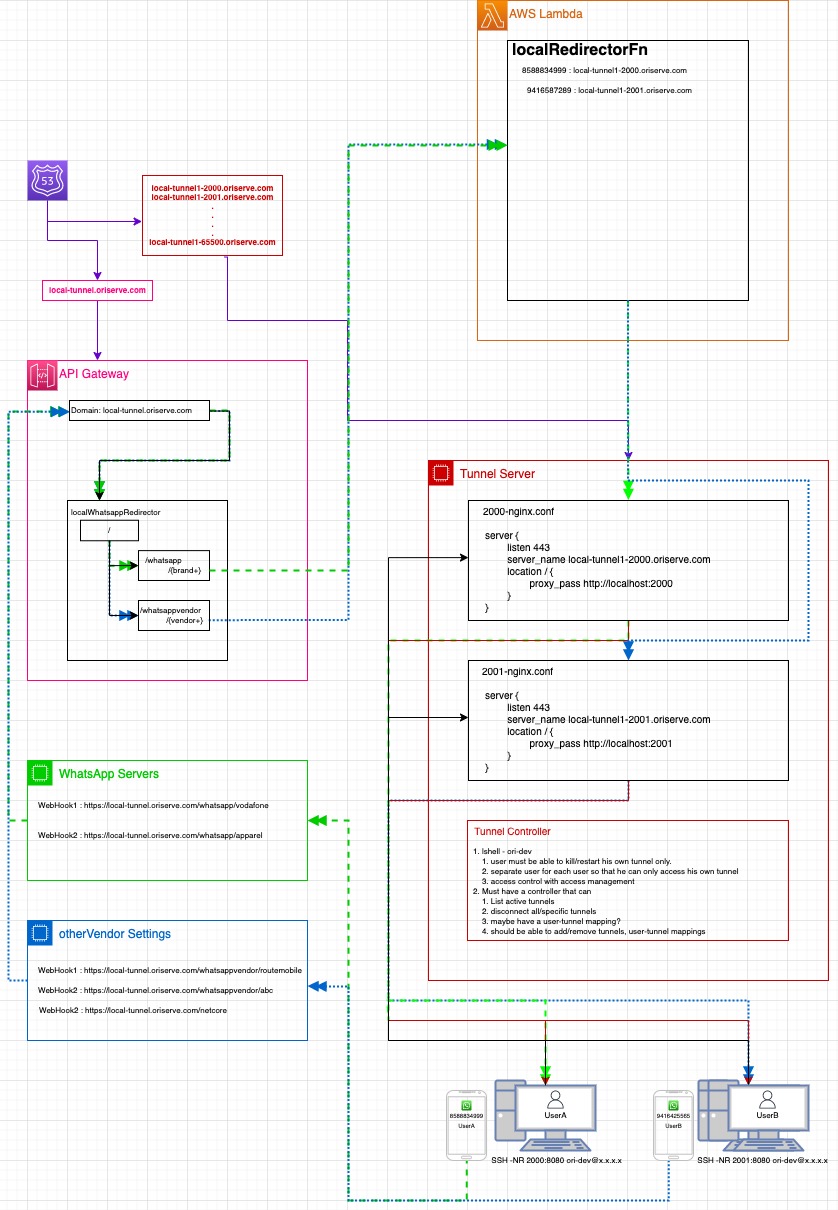 AWS Lambda
localRedirectorFn
8588834999 : local-tunnel1-2000.oriserve.com
9416587289 : local-tunnel1-2001.oriserve.com
53
local-tunnel1-2000.oriserve.com
local-tunnel1-2001.oriserve.com
.
.
.
.
local-tunnel1-65500.oriserve.com
local-tunnel.oriserve.com
API Gateway
Domain: local-tunnel.oriserve.com
localWhatsappRedirector
/
/whatsapp
/{brand+}
/whatsappvendor
/{vendor+}
Tunnel Server
2000-nginx.conf
server {
listen 443
server_name local-tunnel1-2000.oriserve.com
location / {
proxy_pass http://localhost:2000
}
}
2001-nginx.conf
server {
listen 443
server_name local-tunnel1-2001.oriserve.com
location / {
proxy_pass http://localhost:2001
}
}
Tunnel Controller
1. lshell - ori-dev
1. user must be able to kill/restart his own tunnel only.
2. separate user for each user so that he can only access his own tunnel
3. access control with access management
2. Must have a controller that can
1. List active tunnels
2. disconnect all/specific tunnels
3. maybe have a user-tunnel mapping?
4. should be able to add/remove tunnels, user-tunnel mappings
WhatsApp Servers
WebHook1 : https://local-tunnel.oriserve.com/whatsapp/vodafone
WebHook2 : https://local-tunnel.oriserve.com/whatsapp/apparel
otherVendor Settings
WebHook1 : https://local-tunnel.oriserve.com/whatsappvendor/routemobile
WebHook2 : https://local-tunnel.oriserve.com/whatsappvendor/abc
WebHook2 : https://local-tunnel.oriserve.com/netcore
8588834999
UserA
UserA
SSH -NR 2000:8080 ori-dev@x.x.x.x
9416425565
UserB
UserB
SSH -NR 2001:8080 ori-dev@x.x.x.x